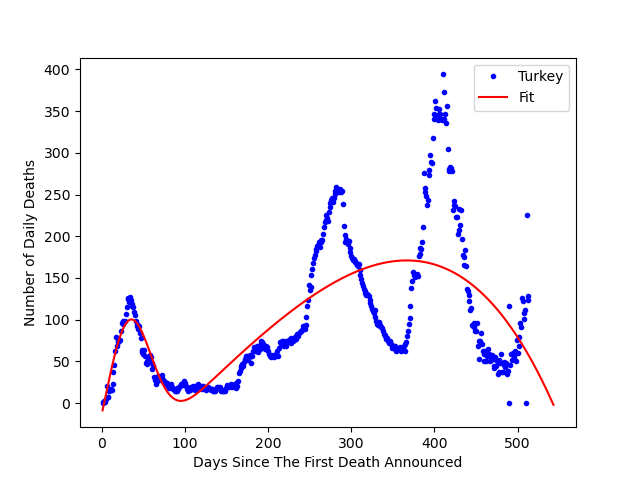 400
350
300
250
200
150
100
50
0
Number of Daily Deaths
Turkey
Fit
0 100 200 300 400 500
Days Since The First Death Announced